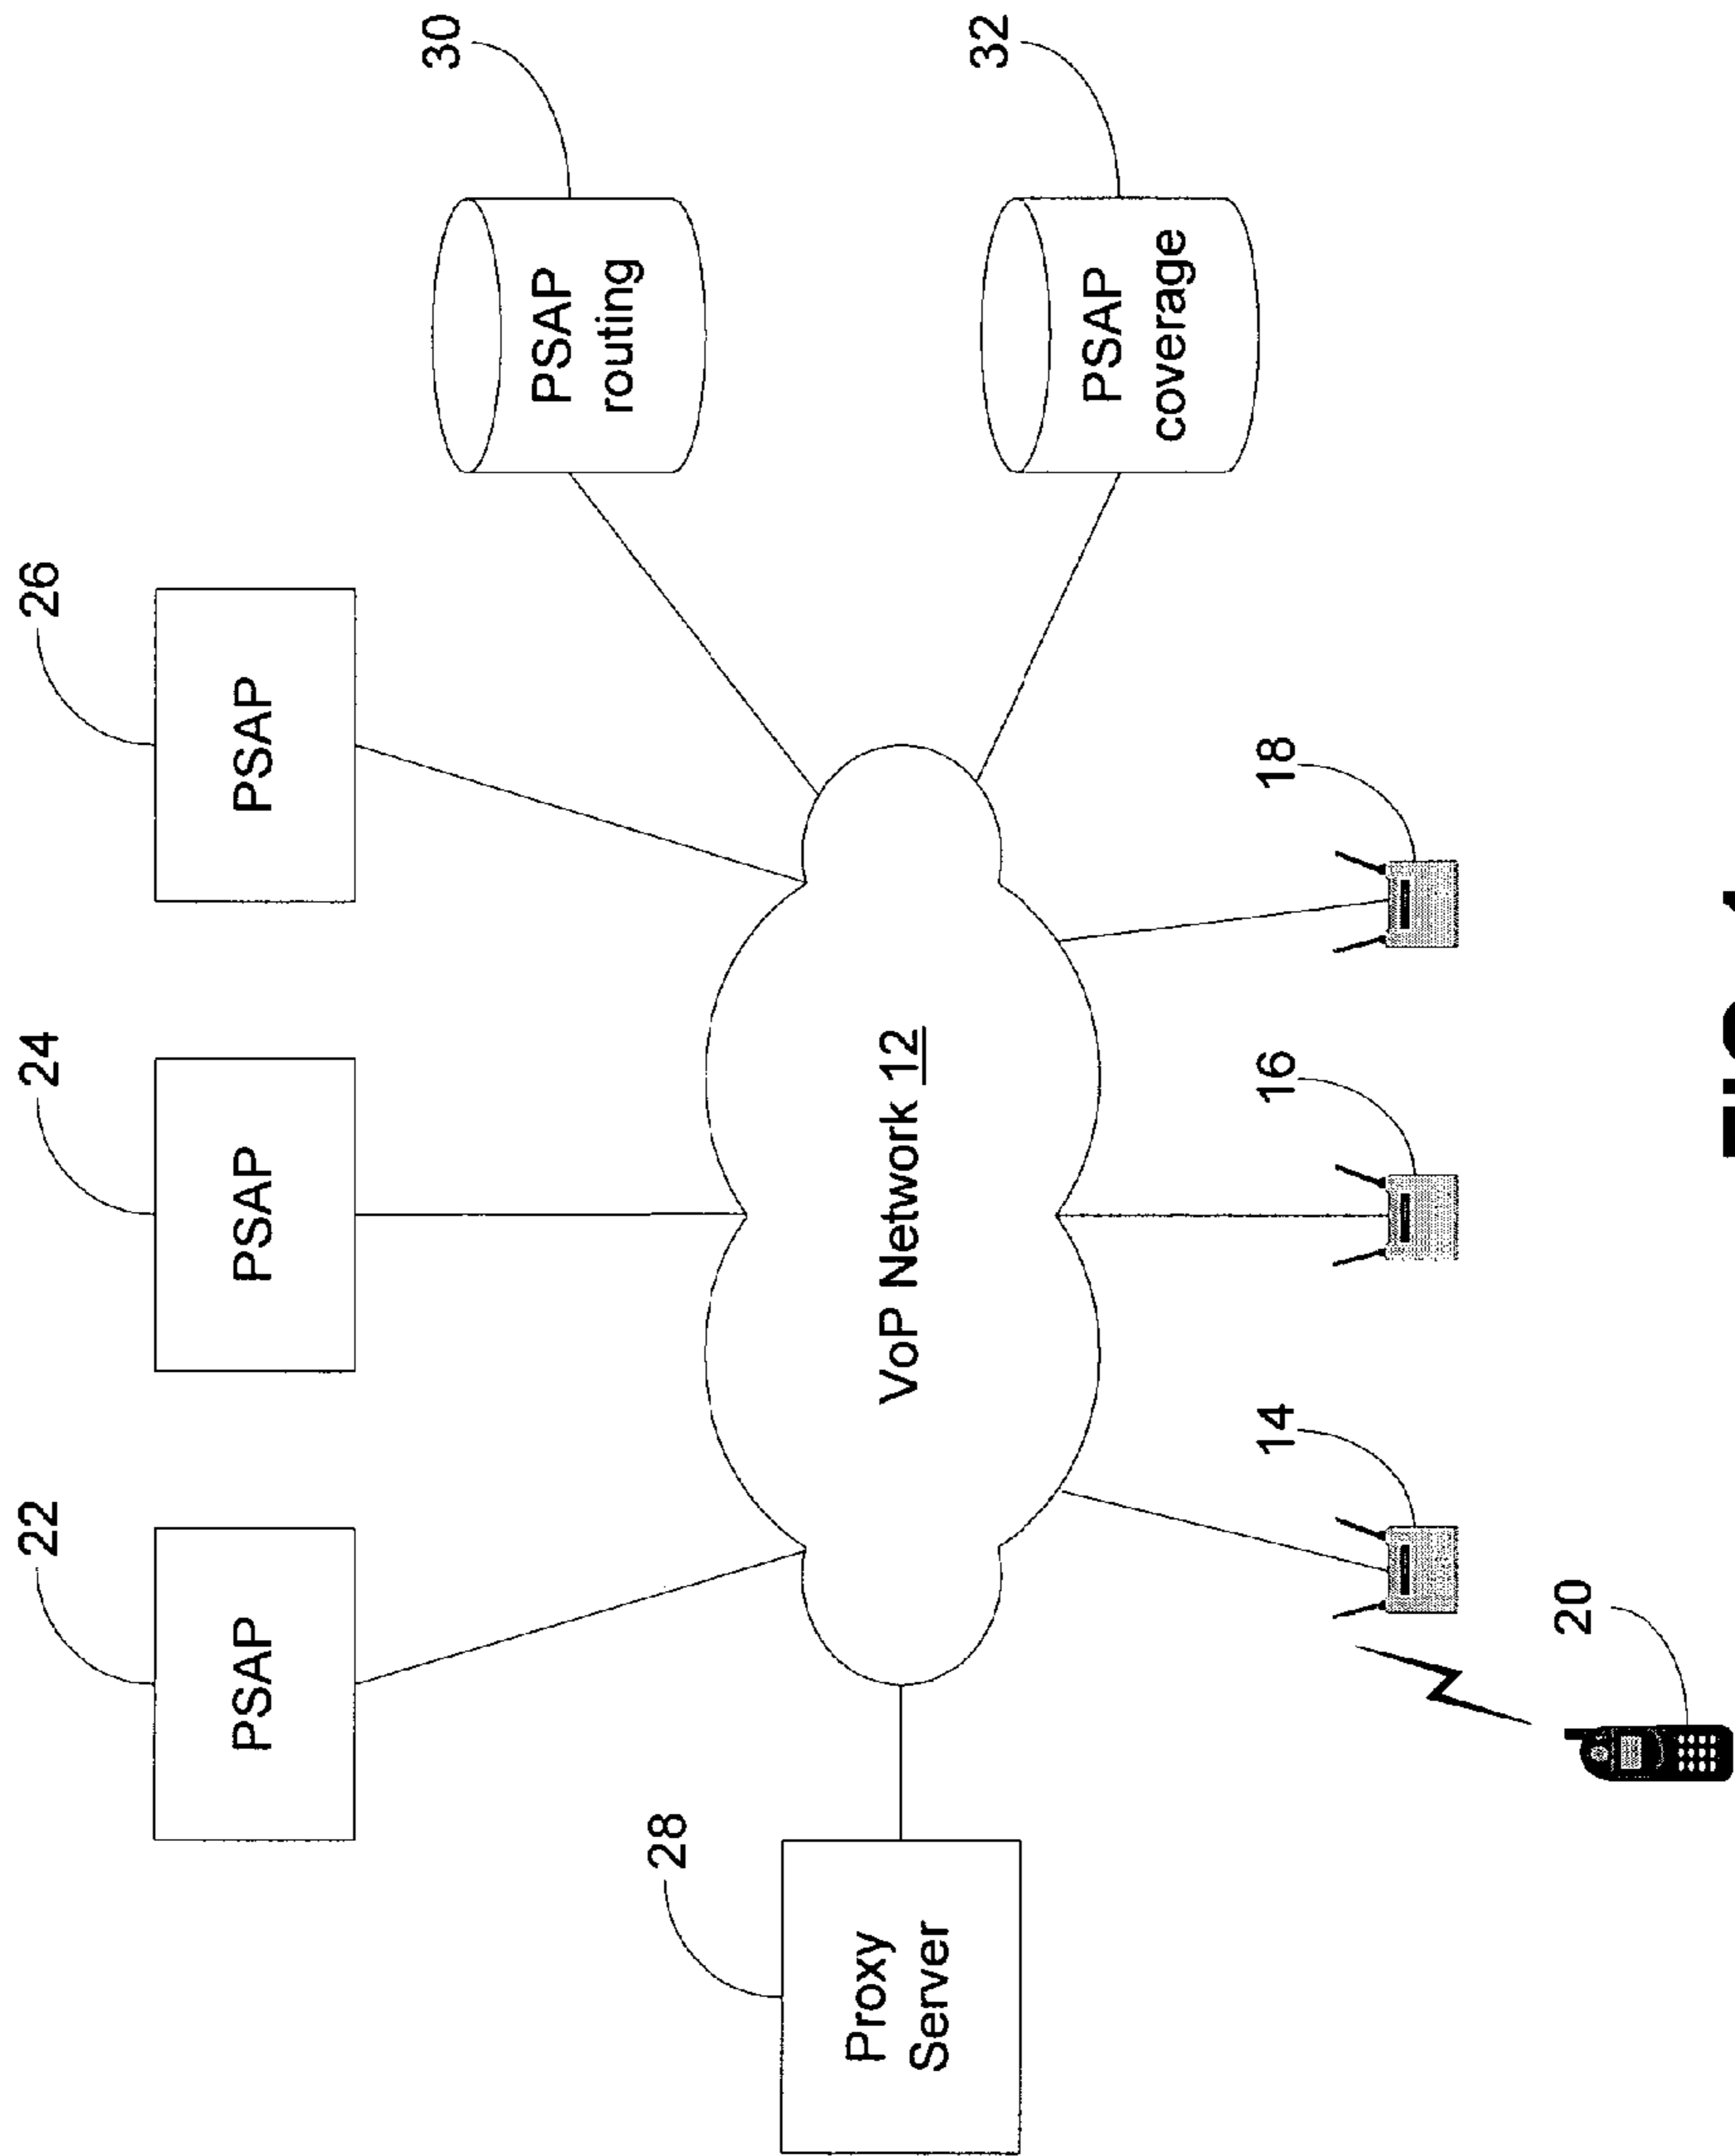 22
24
26
PSAP
PSAP
PSAP
30
PSAP
routing
28
Proxy
Server
VoP Network 12
32
PSAP
coverage
14
16
18
20